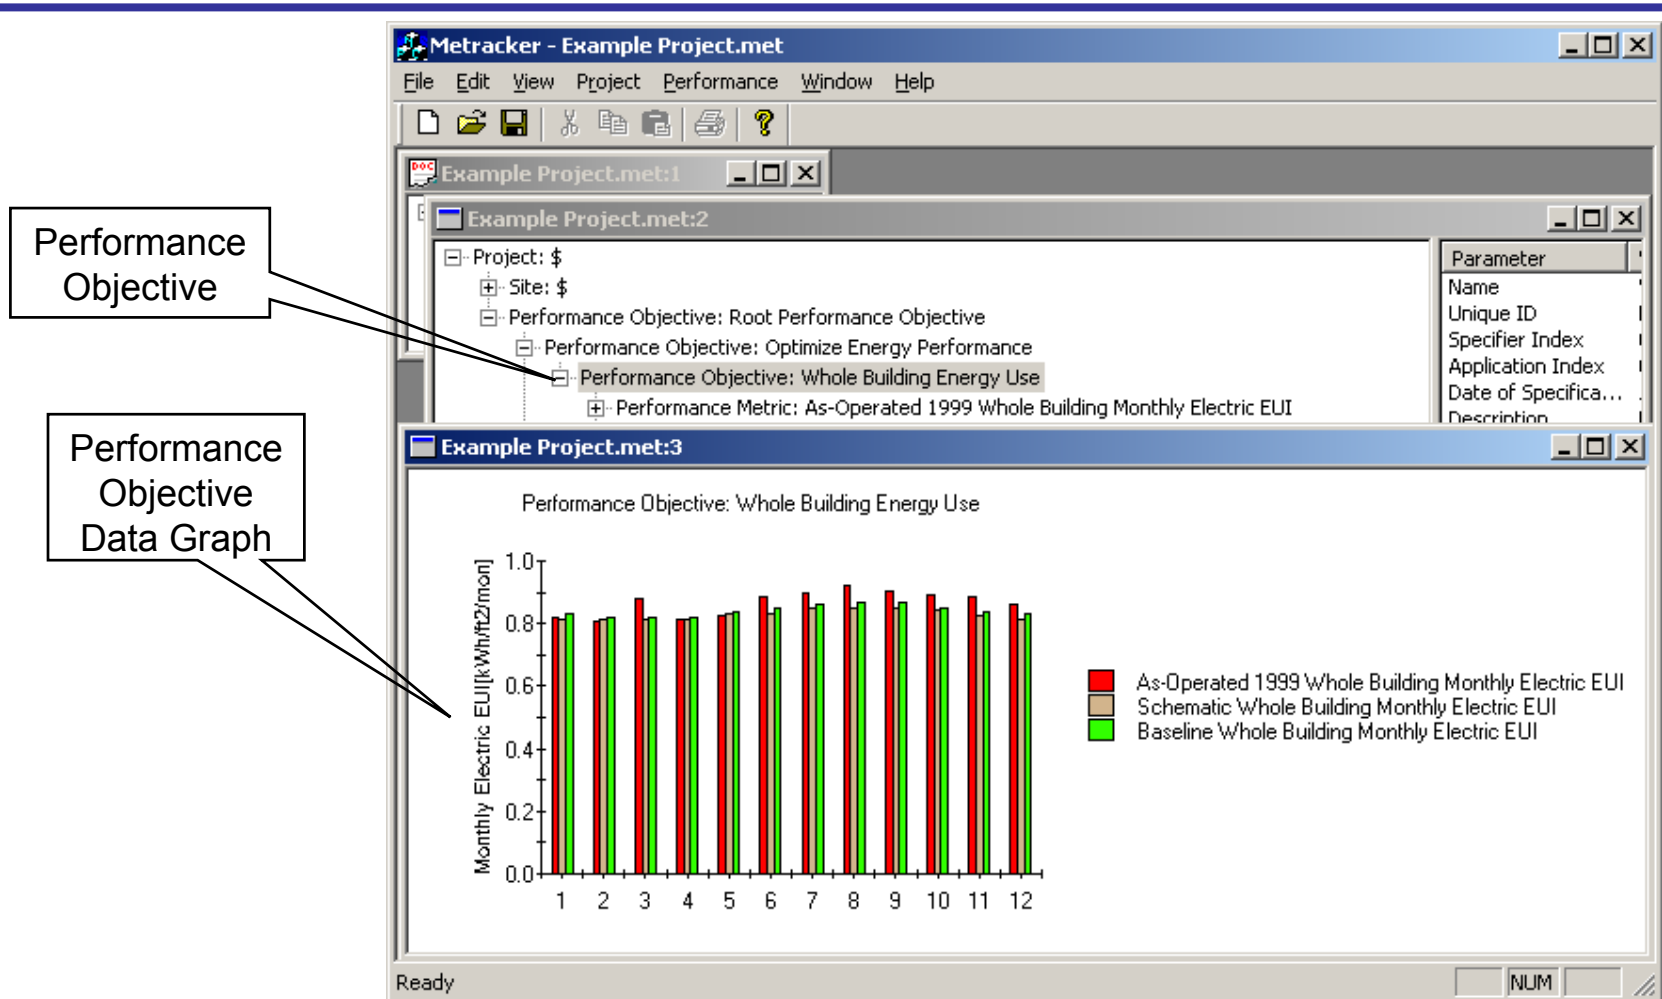 Metracker - Example Project.met
File Edit View Project Performance Window Help
DOC
Example Project.met:1
Example Project.met:2
Performance
Objective
Project: $
Site: $
Performance Objective: Root Performance Objective
Performance Objective: Optimize Energy Performance
Performance Objective: Whole Building Energy Use
Performance Metric: As-Operated 1999 Whole Building Monthly Electric EUI
Parameter
Name
Unique ID
Specifier Index
Application Index
Date of Specifica...
Description
Performance
Objective
Data Graph
Example Project.met:3
Performance Objective: Whole Building Energy Use
Monthly Electric EUI[kWh/ft2/mon]
1.0
0.8
0.6
0.4
0.2
0.0
1 2 3 4 5 6 7 8 9 10 11 12
As-Operated 1999 Whole Building Monthly Electric EUI
Schematic Whole Building Monthly Electric EUI
Baseline Whole Building Monthly Electric EUI
Ready
NUM